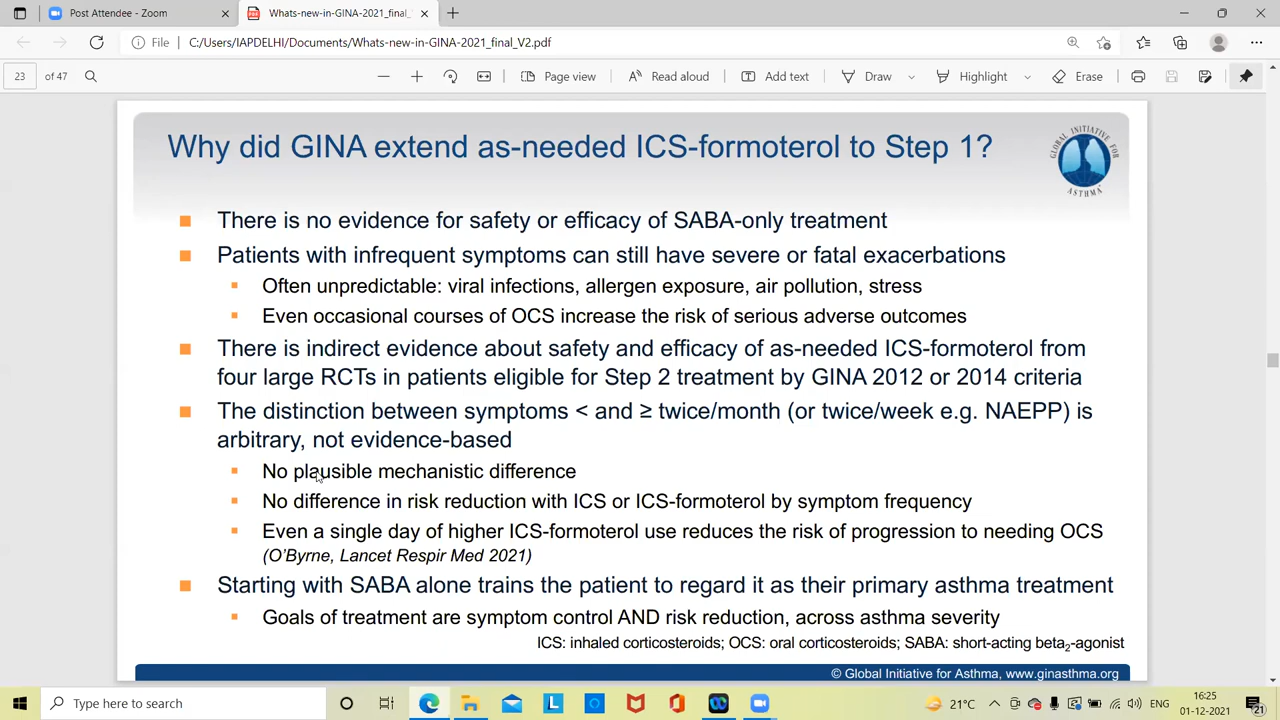 Post Attendee - Zoom
Whats-new-in-GINA-2021_final_
File C:/Users/IAPDELHI/Documents/Whats-new-in-GINA-2021_final_V2.pdf
23 of 47 Page view Read aloud Add text Draw Highlight Erase
Why did GINA extend as-needed ICS-formoterol to Step 1?
GLOBAL INITIATIVE FOR ASTHMA
There is no evidence for safety or efficacy of SABA-only treatment
Patients with infrequent symptoms can still have severe or fatal exacerbations
Often unpredictable: viral infections, allergen exposure, air pollution, stress
Even occasional courses of OCS increase the risk of serious adverse outcomes
There is indirect evidence about safety and efficacy of as-needed ICS-formoterol from
four large RCTs in patients eligible for Step 2 treatment by GINA 2012 or 2014 criteria
The distinction between symptoms < and ≥ twice/month (or twice/week e.g. NAEPP) is
arbitrary, not evidence-based
No plausible mechanistic difference
No difference in risk reduction with ICS or ICS-formoterol by symptom frequency
Even a single day of higher ICS-formoterol use reduces the risk of progression to needing OCS
(O'Byrne, Lancet Respir Med 2021)
Starting with SABA alone trains the patient to regard it as their primary asthma treatment
Goals of treatment are symptom control AND risk reduction, across asthma severity
ICS: inhaled corticosteroids; OCS: oral corticosteroids; SABA: short-acting beta₂-agonist
© Global Initiative for Asthma, www.ginasthma.org
Type here to search
21°C
ENG
16:25
01-12-2021
21